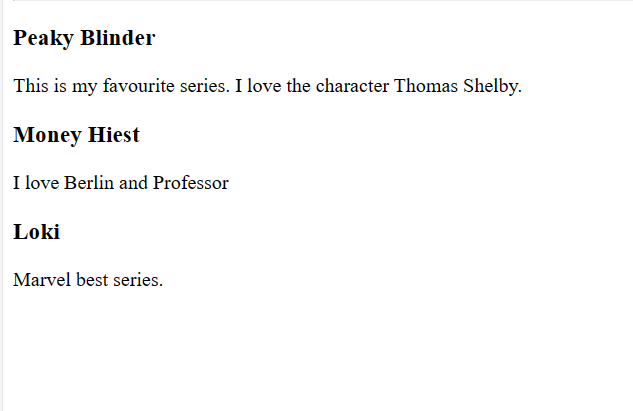 Peaky Blinder
This is my favourite series. I love the character Thomas Shelby.
Money Hiest
I love Berlin and Professor
Loki
Marvel best series.